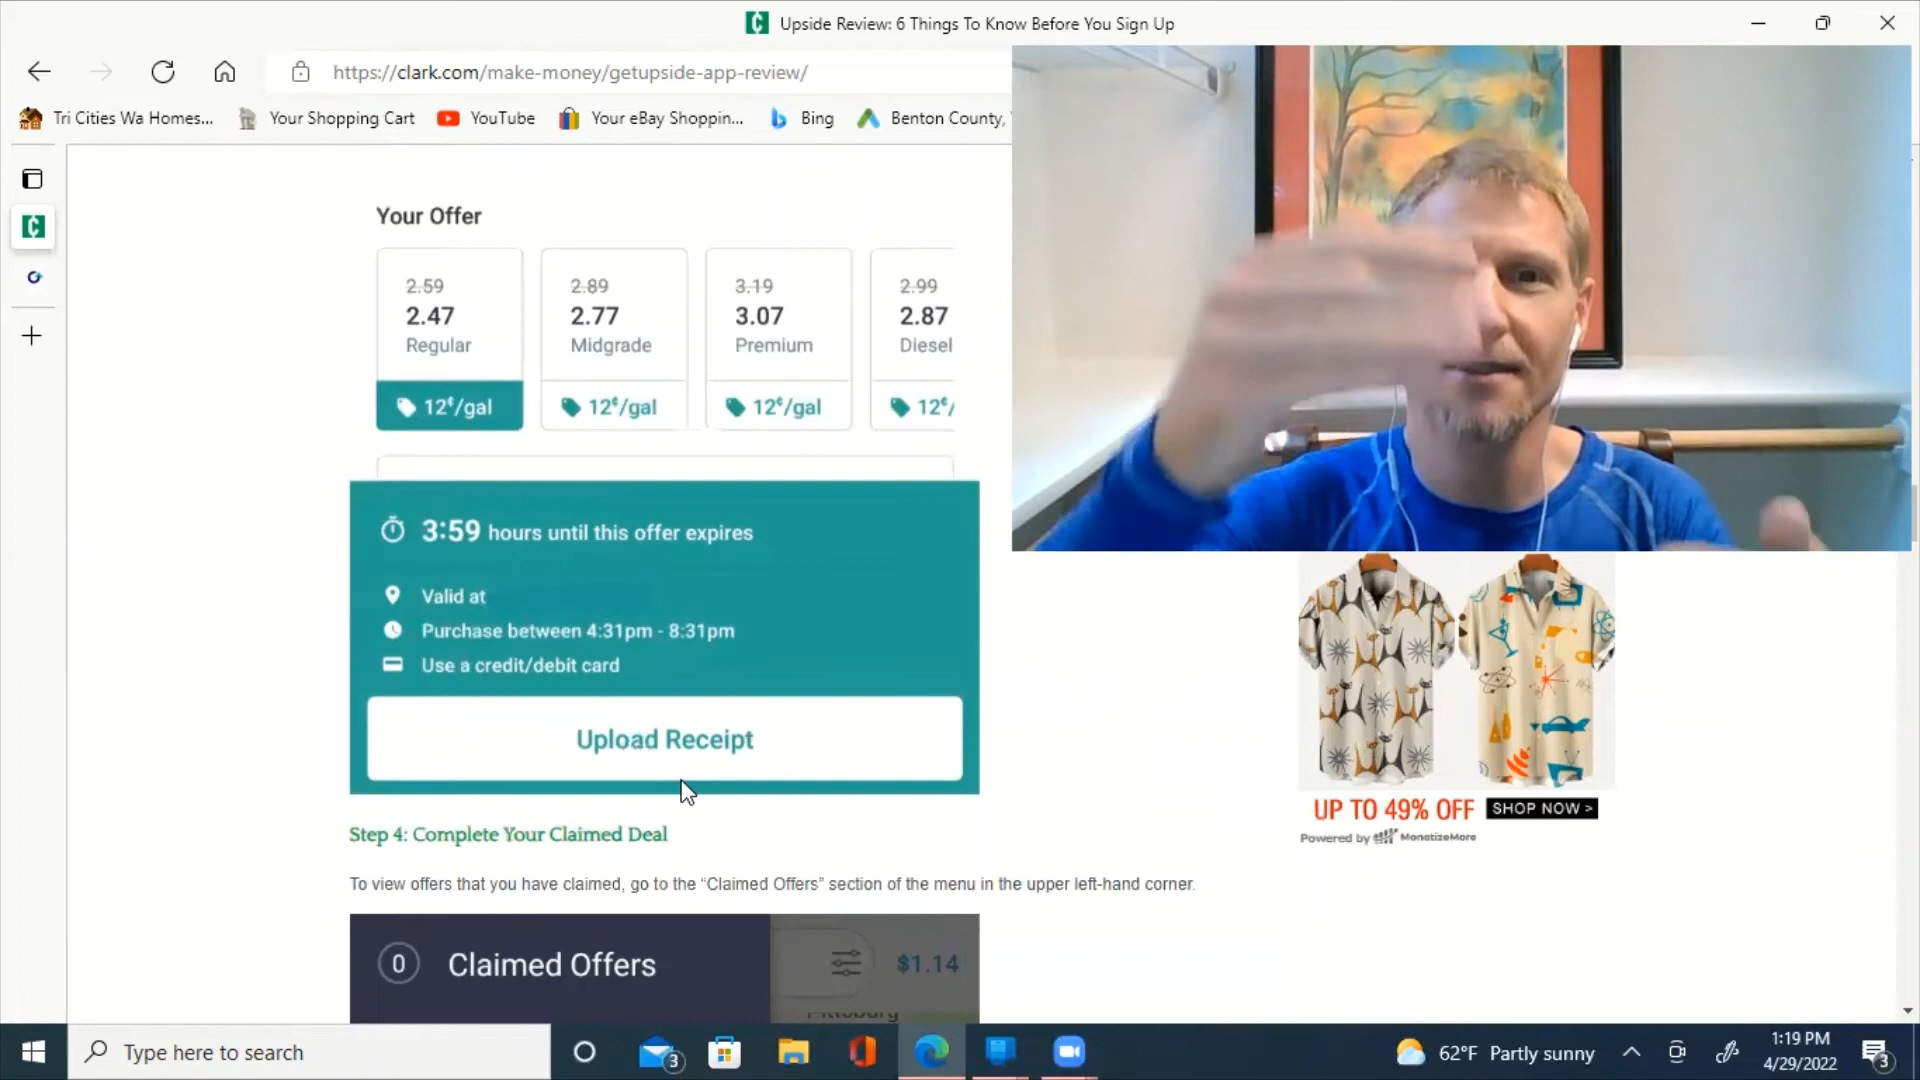 Upside Review: 6 Things To Know Before You Sign Up
https://clark.com/make-money/getupside-app-review/
Tri Cities Wa Homes...
Your Shopping Cart
YouTube
Your eBay Shoppin...
Bing
Benton County,
Your Offer
2.59
2.47
Regular
12¢/gal
2.89
2.77
Midgrade
12¢/gal
3.19
3.07
Premium
12¢/gal
2.99
2.87
Diesel
12¢/
3:59 hours until this offer expires
Valid at
Purchase between 4:31pm - 8:31pm
Use a credit/debit card
Upload Receipt
UP TO 49% OFF
SHOP NOW >
Powered by MonetizeMore
Step 4: Complete Your Claimed Deal
To view offers that you have claimed, go to the “Claimed Offers” section of the menu in the upper left-hand corner.
0 Claimed Offers
$1.14
Type here to search
3
62°F Partly sunny
1:19 PM
4/29/2022
3